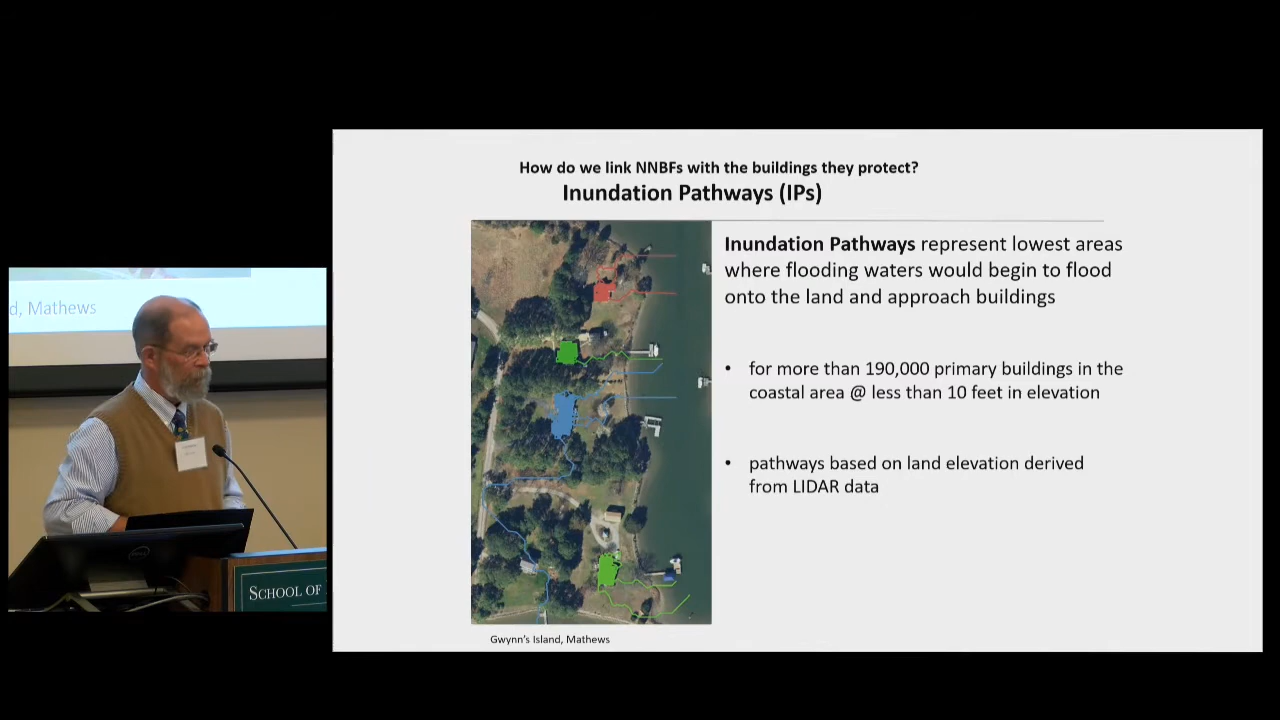 How do we link NNBFs with the buildings they protect?
Inundation Pathways (IPs)
Inundation Pathways represent lowest areas
where flooding waters would begin to flood
onto the land and approach buildings
• for more than 190,000 primary buildings in the
coastal area @ less than 10 feet in elevation
• pathways based on land elevation derived
from LIDAR data
Gwynn's Island, Mathews
d, Mathews
DELL
SCHOOL OF